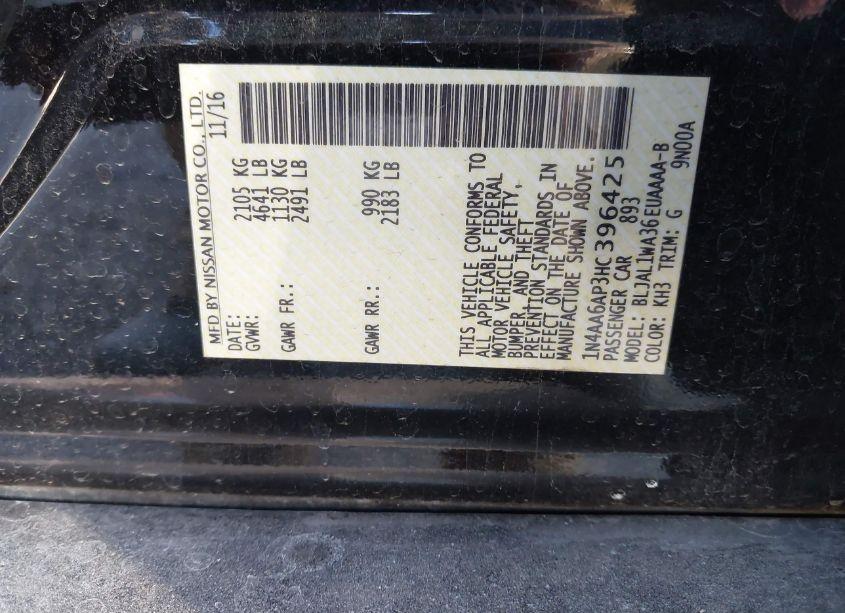 MFD BY NISSAN MOTOR CO., LTD.
DATE: 11/16
GVWR: 2105 KG
4641 LB
GAWR FR.: 1130 KG
2491 LB
GAWR RR.: 990 KG
2183 LB
THIS VEHICLE CONFORMS TO
ALL APPLICABLE FEDERAL
MOTOR VEHICLE SAFETY,
BUMPER, AND THEFT
PREVENTION STANDARDS IN
EFFECT ON THE DATE OF
MANUFACTURE SHOWN ABOVE.
1N4AA6AP3HC396425
PASSENGER CAR 893
MODEL: BLJAL1WA36EUAAAA-B
COLOR: KH3 TRIM: G 9N00A